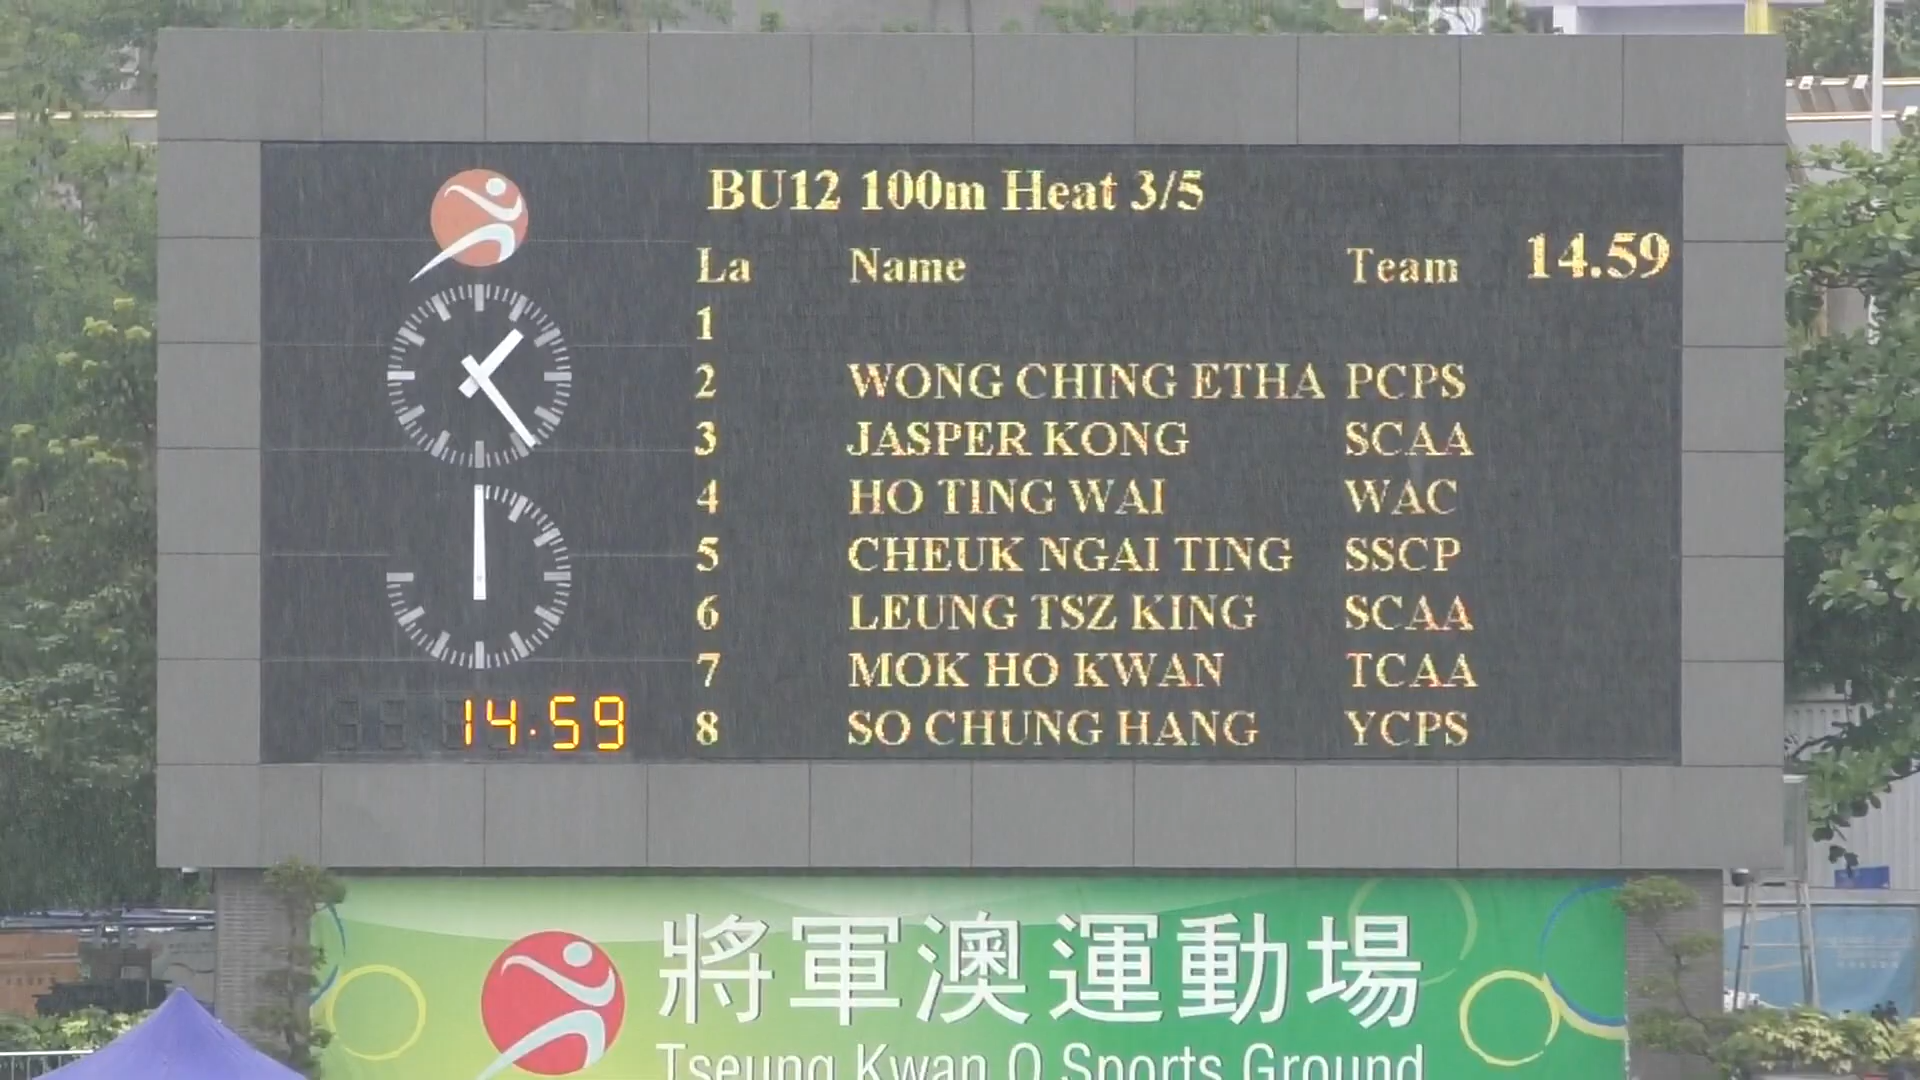 BU12 100m Heat 3/5
La Name Team 14.59
1
2 WONG CHING ETHA PCPS
3 JASPER KONG SCAA
4 HO TING WAI WAC
5 CHEUK NGAI TING SSCP
6 LEUNG TSZ KING SCAA
7 MOK HO KWAN TCAA
8 SO CHUNG HANG YCPS
14.59
將軍澳運動場
Tseung Kwan O Sports Ground